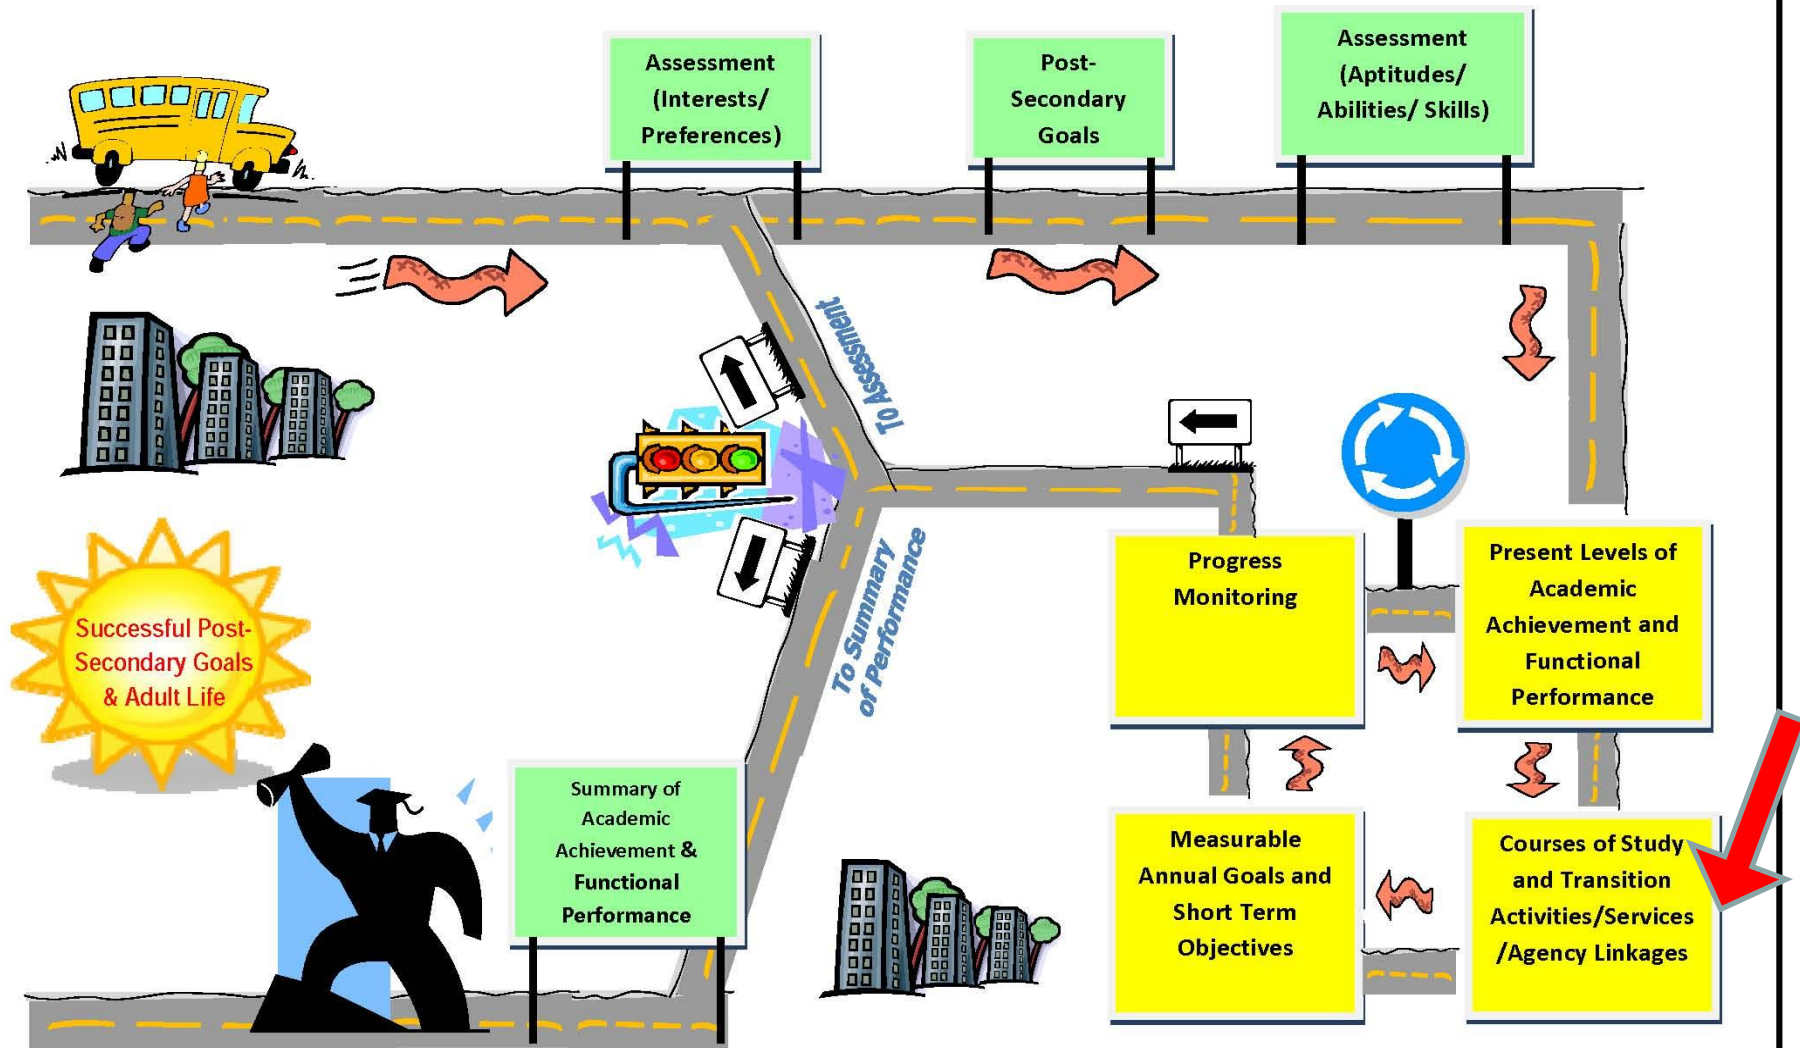 Assessment
(Interests/
Preferences)
Post-
Secondary
Goals
Assessment
(Aptitudes/
Abilities/ Skills)
To Assessment
Progress
Monitoring
Present Levels of
Academic
Achievement and
Functional
Performance
Successful Post-
Secondary Goals
& Adult Life
To Summary
of Performance
Summary of
Academic
Achievement &
Functional
Performance
Measurable
Annual Goals and
Short Term
Objectives
Courses of Study
and Transition
Activities/Services
/Agency Linkages